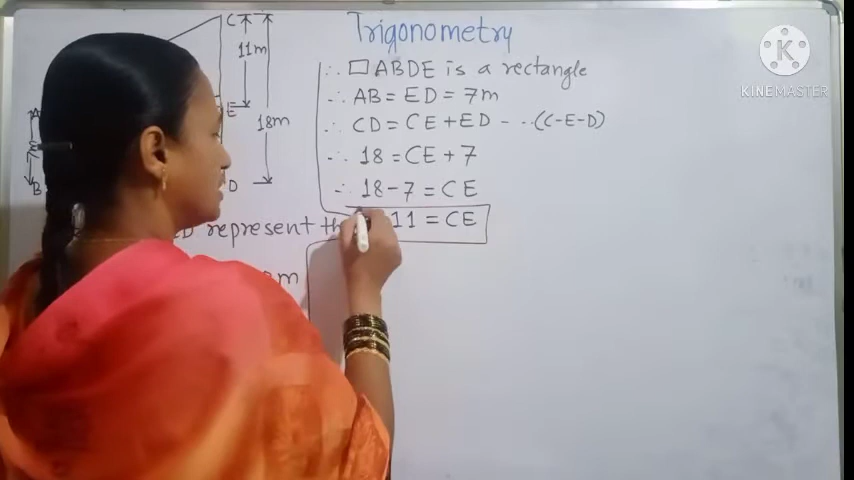 Trigonometry
C
11m
E
18m
D
A
B
∴ □ABDE is a rectangle
∴ AB = ED = 7m
∴ CD = CE + ED - - - (C-E-D)
∴ 18 = CE + 7
∴ 18 - 7 = CE
11 = CE
represent
m
K
KINEMASTER